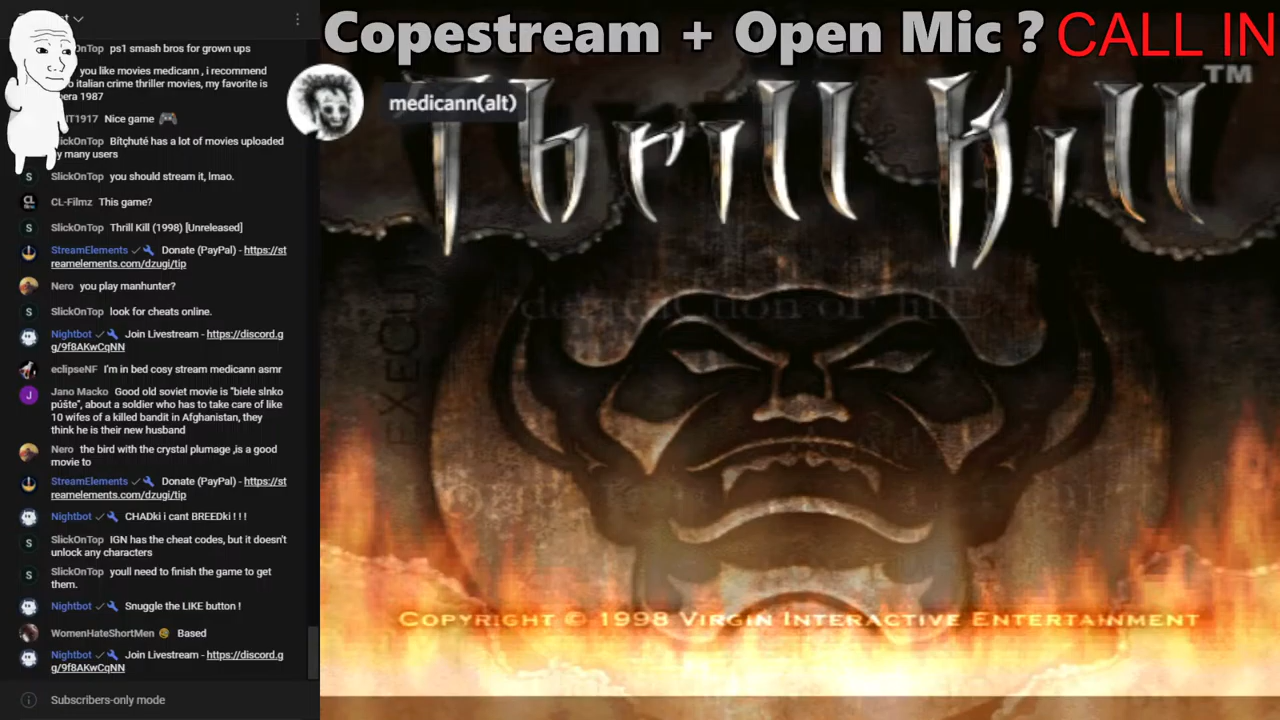 Copestream + Open Mic ? CALL IN
OnTop ps1 smash bros for grown ups
you like movies medicann , i recommend
italian crime thriller movies, my favorite is
1987
1917 Nice game
OnTop Bítçhuté has a lot of movies uploaded
many users
SlickOnTop you should stream it, lmao.
CL-Filmz This game?
SlickOnTop Thrill Kill (1998) [Unreleased]
StreamElements Donate (PayPal) - https://st
reamelements.com/dzugi/tip
Nero you play manhunter?
SlickOnTop look for cheats online.
Nightbot Join Livestream - https://discord.g
g/9f8AKwCqNN
eclipseNF I'm in bed cosy stream medicann asmr
Jano Macko Good old soviet movie is "biele slnko
púšte", about a soldier who has to take care of like
10 wifes of a killed bandit in Afghanistan, they
think he is their new husband
Nero the bird with the crystal plumage ,is a good
movie to
StreamElements Donate (PayPal) - https://st
reamelements.com/dzugi/tip
Nightbot CHADki i cant BREEDki ! ! !
SlickOnTop IGN has the cheat codes, but it doesn't
unlock any characters
SlickOnTop youll need to finish the game to get
them.
Nightbot Snuggle the LIKE button !
WomenHateShortMen Based
Nightbot Join Livestream - https://discord.g
g/9f8AKwCqNN
Subscribers-only mode
medicann(alt)
Thrill Kill TM
EXECU
Copyright © 1998 Virgin Interactive Entertainment